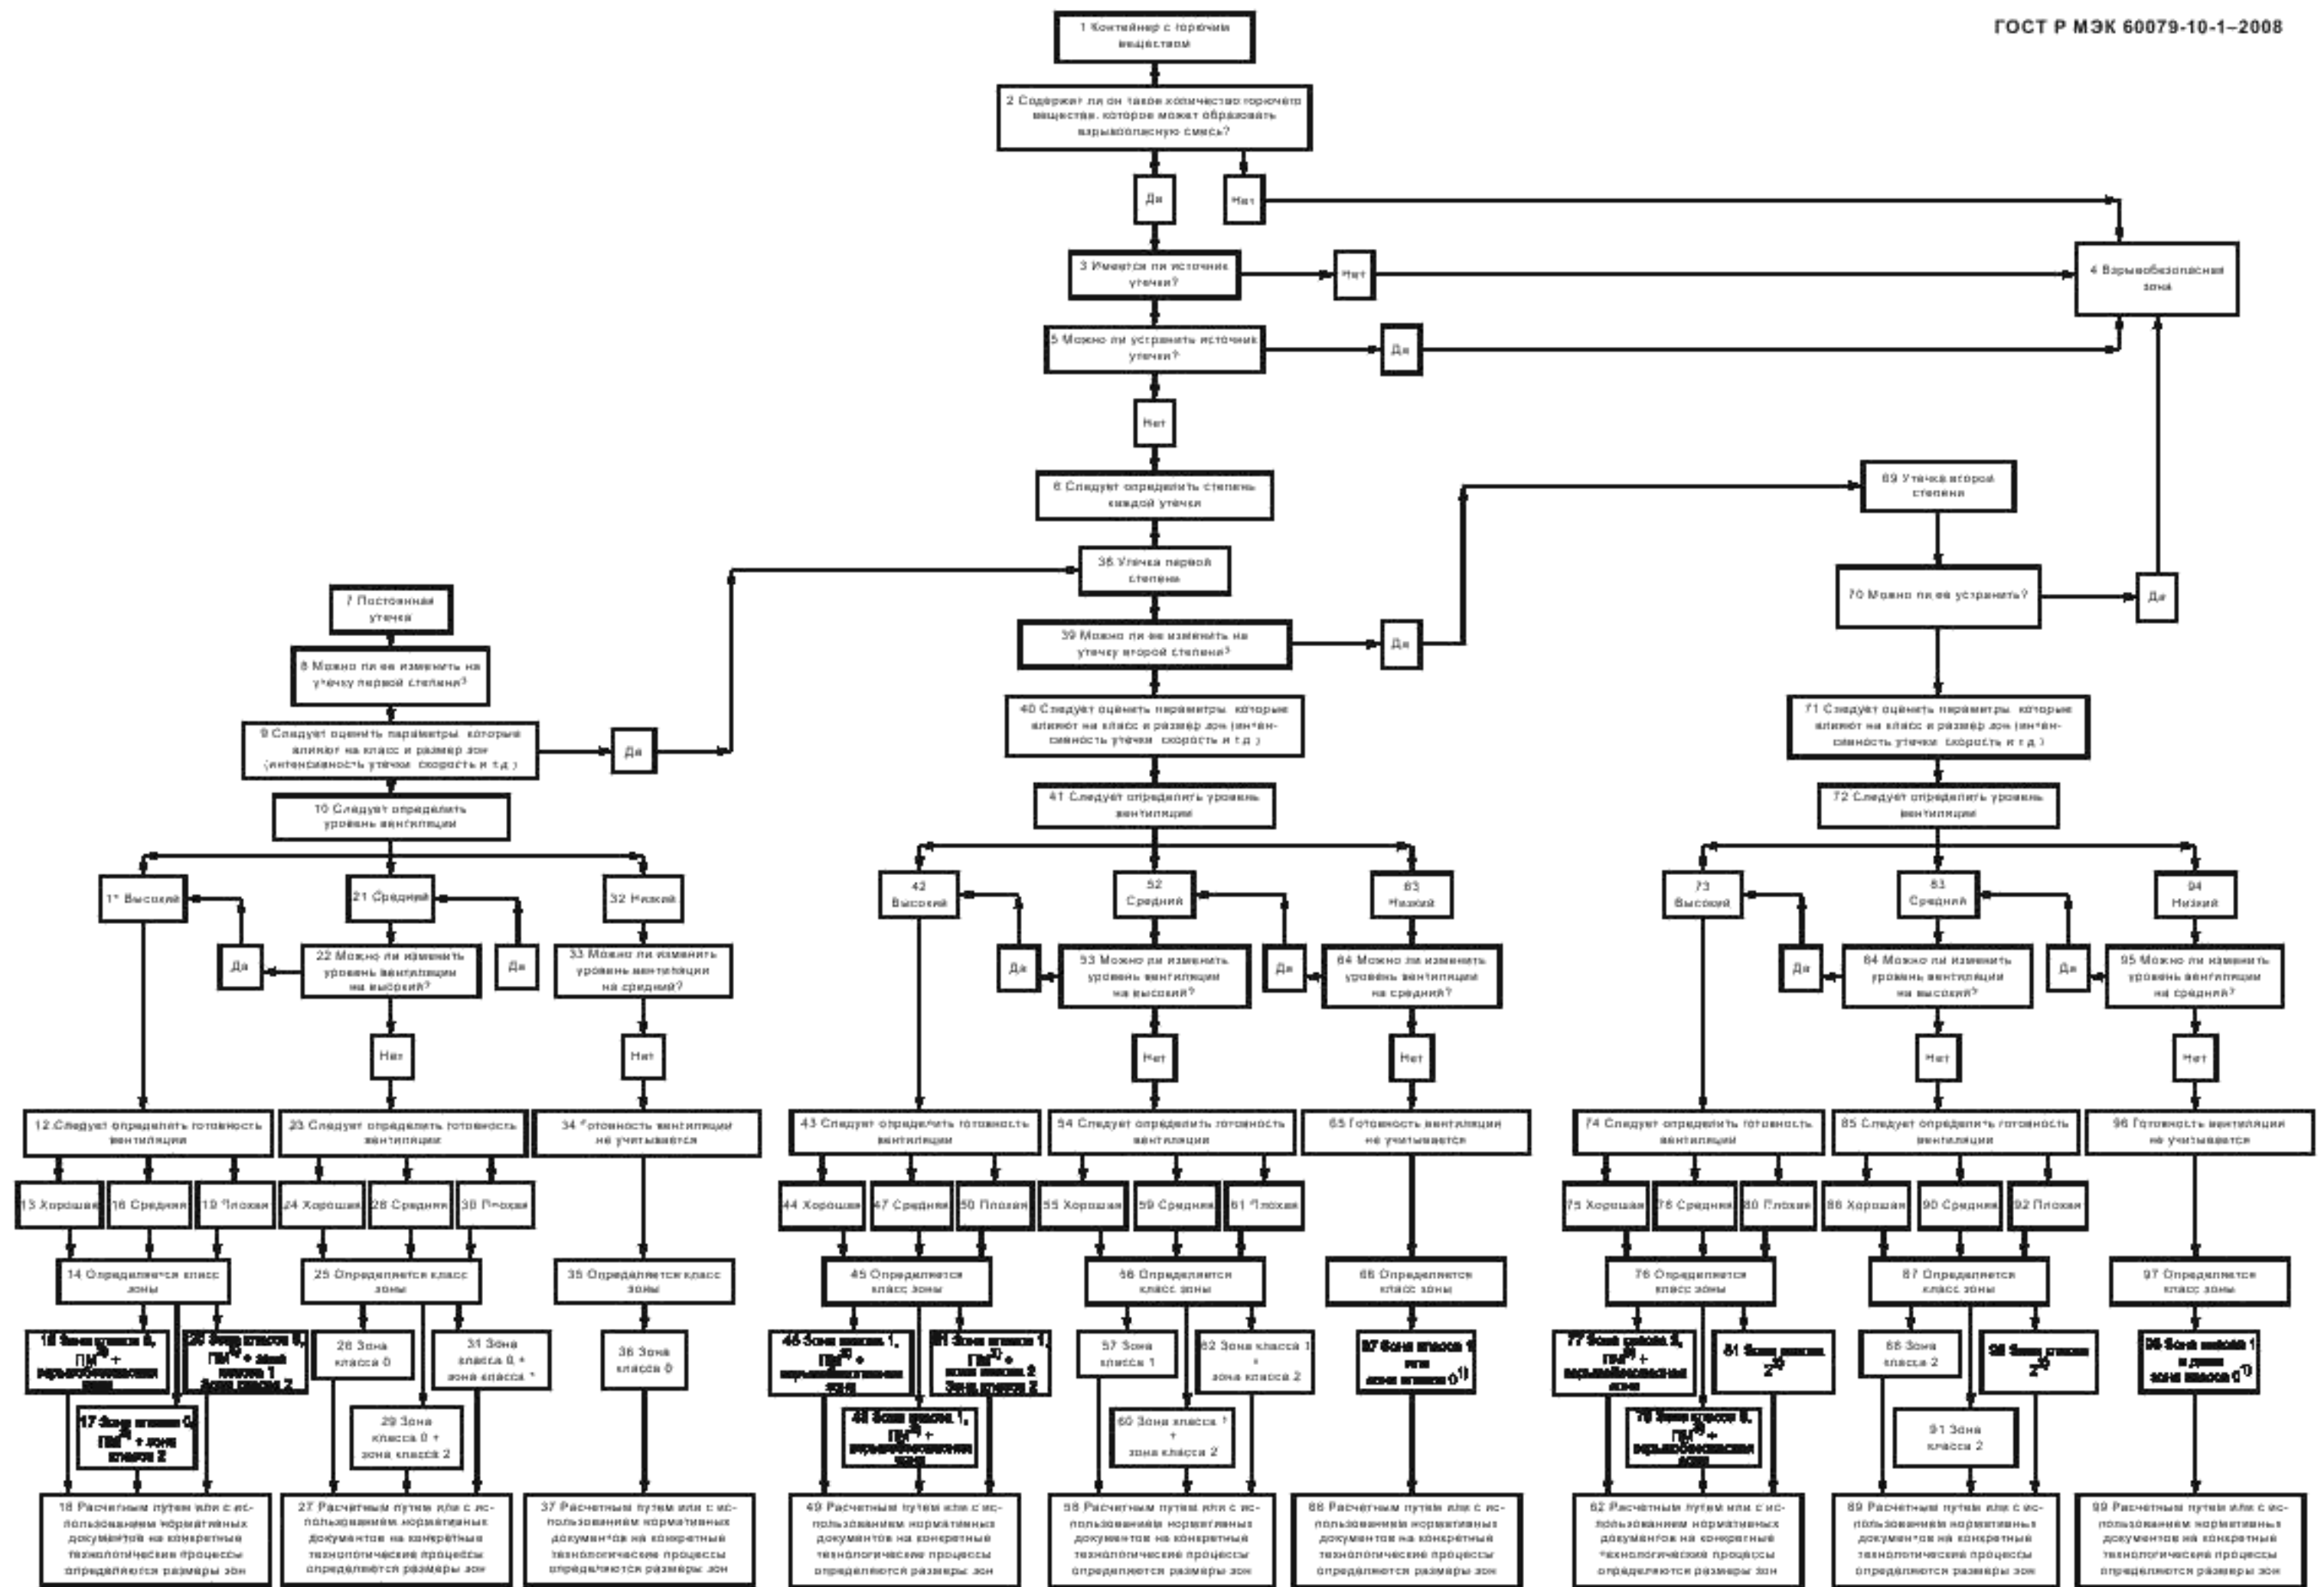 ГОСТ Р МЭК 60079-10-1–2008
1 Контейнер с горючим
веществом
2 Содержит ли он такое количество горючего
вещества, которое может образовать
взрывоопасную смесь?
Да
Нет
3 Имеется ли источник
утечки?
Нет
4 Взрывобезопасная
зона
5 Можно ли устранить источник
утечки?
Да
Нет
6 Следует определить степень
каждой утечки
69 Утечка второй
степени
38 Утечка первой
степени
70 Можно ли ее устранить?
Да
7 Постоянная
утечка
39 Можно ли ее изменить на
утечку второй степени?
Да
8 Можно ли ее изменить на
утечку первой степени?
40 Следует оценить параметры, которые
влияют на класс и размер зон (интен-
сивность утечки, скорость и т.д.)
71 Следует оценить параметры, которые
влияют на класс и размер зон (интен-
сивность утечки, скорость и т.д.)
9 Следует оценить параметры, которые
влияют на класс и размер зон
(интенсивность утечки, скорость и т.д.)
Да
10 Следует определить
уровень вентиляции
41 Следует определить уровень
вентиляции
72 Следует определить уровень
вентиляции
Высокий
21 Средний
32 Низкий
42
Высокий
52
Средний
63
Низкий
73
Высокий
83
Средний
94
Низкий
Да
22 Можно ли изменить
уровень вентиляции
на высокий?
Да
33 Можно ли изменить
уровень вентиляции
на средний?
Да
53 Можно ли изменить
уровень вентиляции
на высокий?
Да
64 Можно ли изменить
уровень вентиляции
на средний?
Да
84 Можно ли изменить
уровень вентиляции
на высокий?
Да
95 Можно ли изменить
уровень вентиляции
на средний?
Нет
Нет
Нет
Нет
Нет
Нет
12 Следует определить готовность
вентиляции
23 Следует определить готовность
вентиляции
34 Готовность вентиляции
не учитывается
43 Следует определить готовность
вентиляции
54 Следует определить готовность
вентиляции
65 Готовность вентиляции
не учитывается
74 Следует определить готовность
вентиляции
85 Следует определить готовность
вентиляции
96 Готовность вентиляции
не учитывается
13 Хорошая
16 Средняя
19 Плохая
24 Хорошая
28 Средняя
30 Плохая
44 Хорошая
47 Средняя
50 Плохая
55 Хорошая
59 Средняя
61 Плохая
75 Хорошая
78 Средняя
80 Плохая
86 Хорошая
90 Средняя
92 Плохая
14 Определяется класс
зоны
25 Определяется класс
зоны
35 Определяется класс
зоны
45 Определяется
класс зоны
56 Определяется
класс зоны
66 Определяется
класс зоны
76 Определяется
класс зоны
87 Определяется
класс зоны
97 Определяется
класс зоны
26 Зона
класса 0
31 Зона
класса 0, +
зона класса
36 Зона
класса 0
57 Зона
класса 1
62 Зона класса 1
+
зона класса 2
88 Зона
класса 2
17 Зона класса 0,
ПМ + зона
класса 2
29 Зона
класса 0 +
зона класса 2
60 Зона класса 1
+
зона класса 2
91 Зона
класса 2
18 Расчетным путем или с ис-
пользованием нормативных
документов на конкретные
технологические процессы
определяются размеры зон
27 Расчетным путем или с ис-
пользованием нормативных
документов на конкретные
технологические процессы
определяются размеры зон
37 Расчетным путем или с ис-
пользованием нормативных
документов на конкретные
технологические процессы
определяются размеры зон
49 Расчетным путем или с ис-
пользованием нормативных
документов на конкретные
технологические процессы
определяются размеры зон
58 Расчетным путем или с ис-
пользованием нормативных
документов на конкретные
технологические процессы
определяются размеры зон
Расчетным путем или с ис-
пользованием нормативных
документов на конкретные
технологические процессы
определяются размеры зон
82 Расчетным путем или с ис-
пользованием нормативных
документов на конкретные
технологические процессы
определяются размеры зон
89 Расчетным путем или с ис-
пользованием нормативных
документов на конкретные
технологические процессы
определяются размеры зон
99 Расчетным путем или с ис-
пользованием нормативных
документов на конкретные
технологические процессы
определяются размеры зон